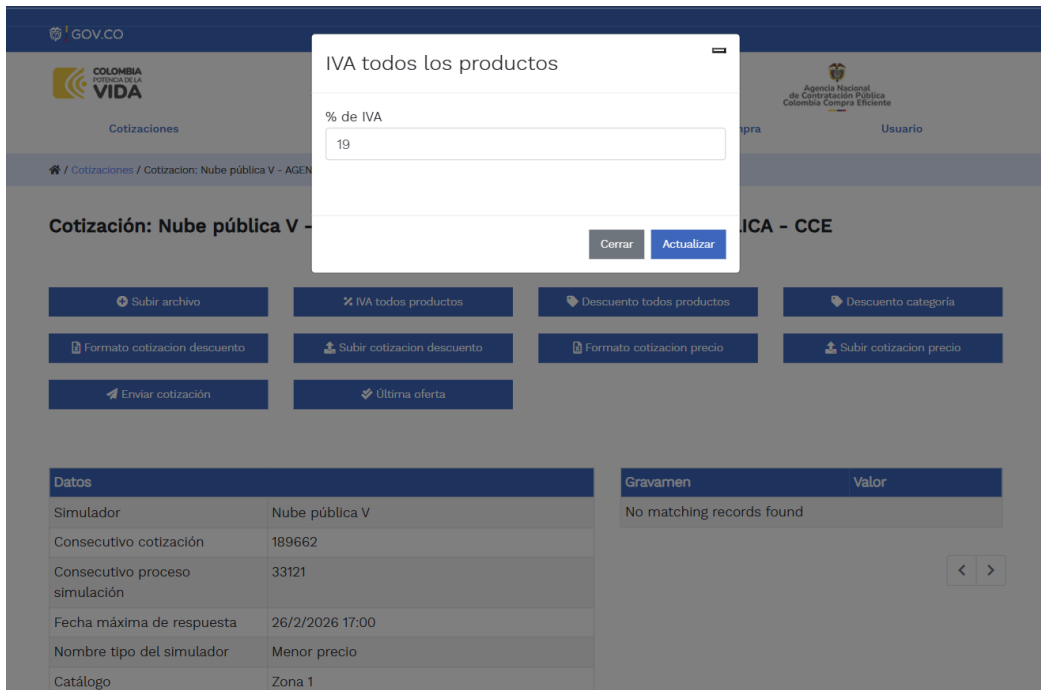 GOV.CO
IVA todos los productos
COLOMBIA
POTENCIA DE LA
VIDA
Agencia Nacional
de Contratación Pública
Colombia Compra Eficiente
% de IVA
19
Cotizaciones
mpra
Usuario
/ Cotizaciones / Cotizacion: Nube pública V - AGEN
Cotización: Nube pública V -
ICA - CCE
Cerrar
Actualizar
Subir archivo
IVA todos productos
Descuento todos productos
Descuento categoría
Formato cotizacion descuento
Subir cotizacion descuento
Formato cotizacion precio
Subir cotizacion precio
Enviar cotización
Última oferta
Datos
Simulador Nube pública V
Consecutivo cotización 189662
Consecutivo proceso simulación 33121
Fecha máxima de respuesta 26/2/2026 17:00
Nombre tipo del simulador Menor precio
Catálogo Zona 1
Gravamen Valor
No matching records found